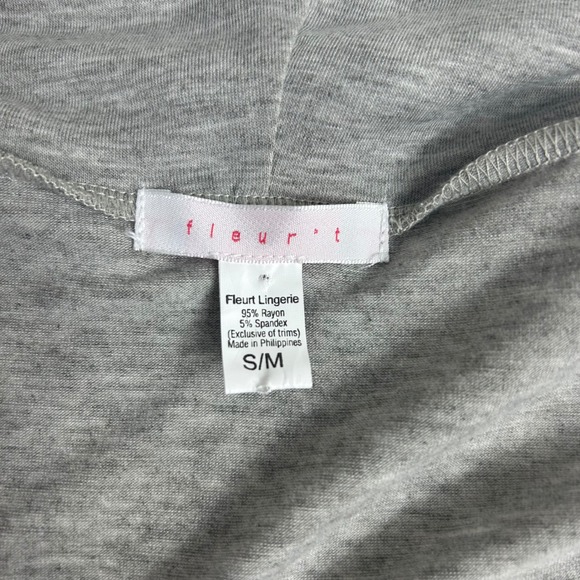 fleur't
Fleurt Lingerie
95% Rayon
5% Spandex
(Exclusive of trims)
Made in Philippines
S/M